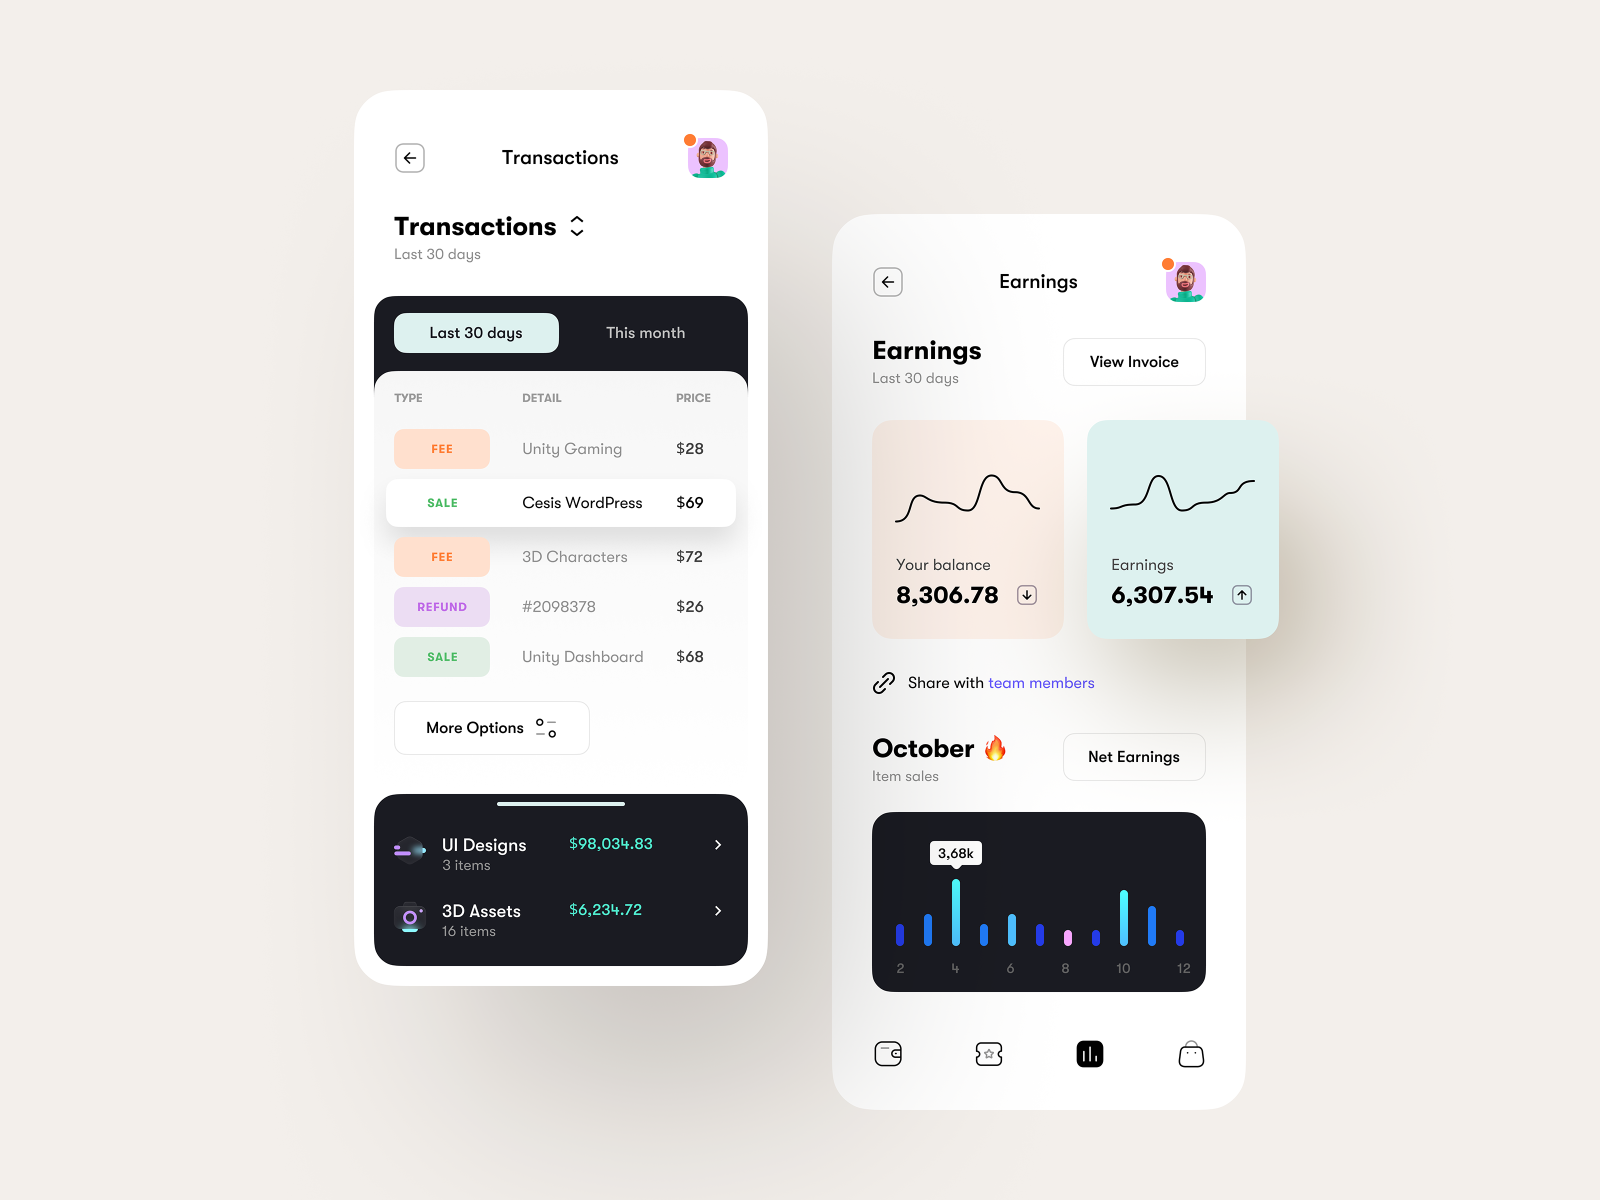 Transactions
Transactions
Last 30 days
Last 30 days This month
TYPE DETAIL PRICE
FEE Unity Gaming $28
SALE Cesis WordPress $69
FEE 3D Characters $72
REFUND #2098378 $26
SALE Unity Dashboard $68
More Options
UI Designs $98,034.83
3 items
3D Assets $6,234.72
16 items
Earnings
Earnings
View Invoice
Last 30 days
Your balance
8,306.78
Earnings
6,307.54
Share with team members
October 🔥
Net Earnings
Item sales
3,68k
2 4 6 8 10 12